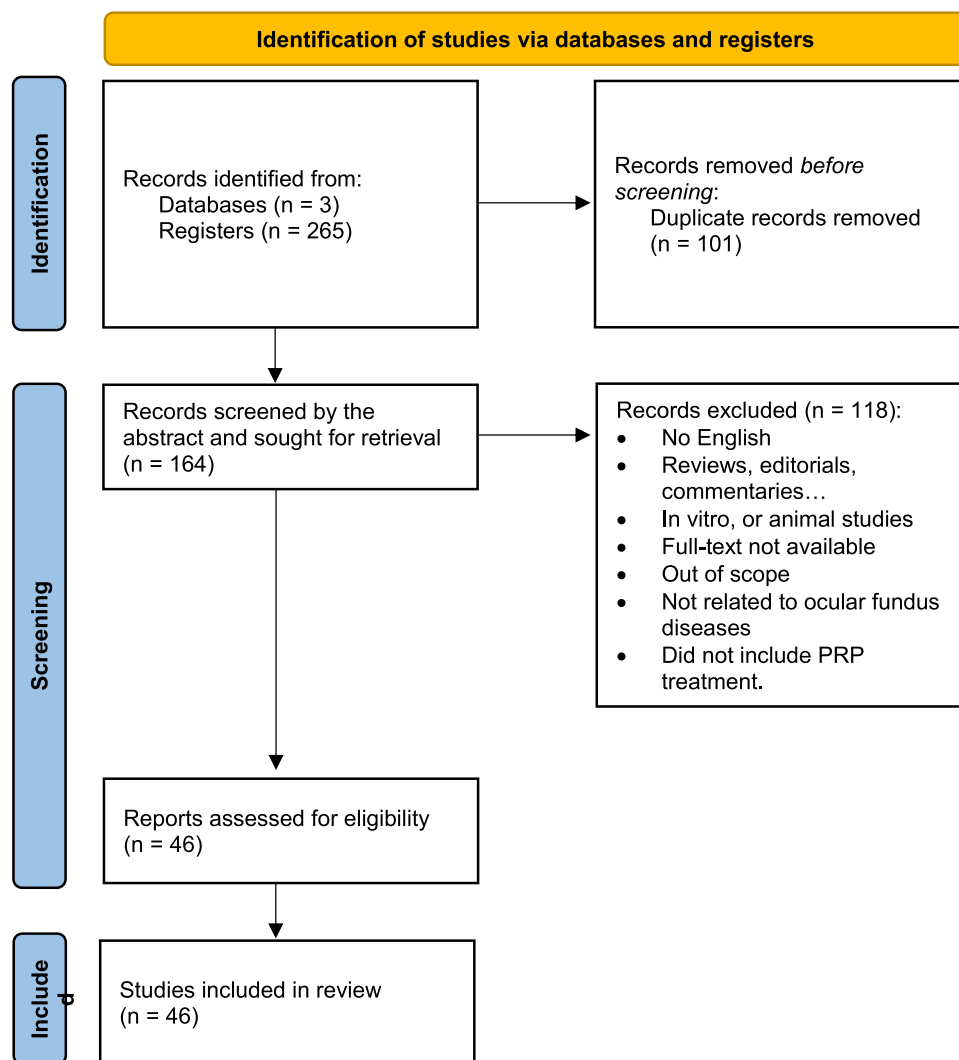 Identification of studies via databases and registers
Identification
Records identified from:
Databases (n = 3)
Registers (n = 265)
Records removed before
screening:
Duplicate records removed
(n = 101)
Screening
Records screened by the
abstract and sought for retrieval
(n = 164)
Records excluded (n = 118):
• No English
• Reviews, editorials,
commentaries…
• In vitro, or animal studies
• Full-text not available
• Out of scope
• Not related to ocular fundus
diseases
• Did not include PRP
treatment.
Reports assessed for eligibility
(n = 46)
Include
d
Studies included in review
(n = 46)